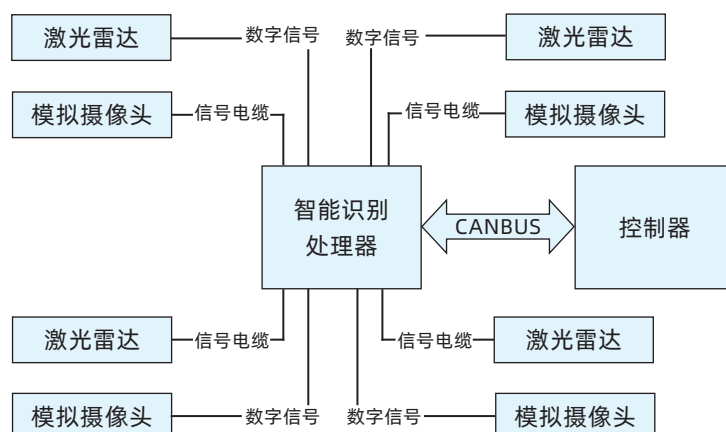 激光雷达
数字信号
数字信号
激光雷达
模拟摄像头
信号电缆
信号电缆
模拟摄像头
智能识别
处理器
CANBUS
控制器
激光雷达
信号电缆
信号电缆
激光雷达
模拟摄像头
数字信号
数字信号
模拟摄像头